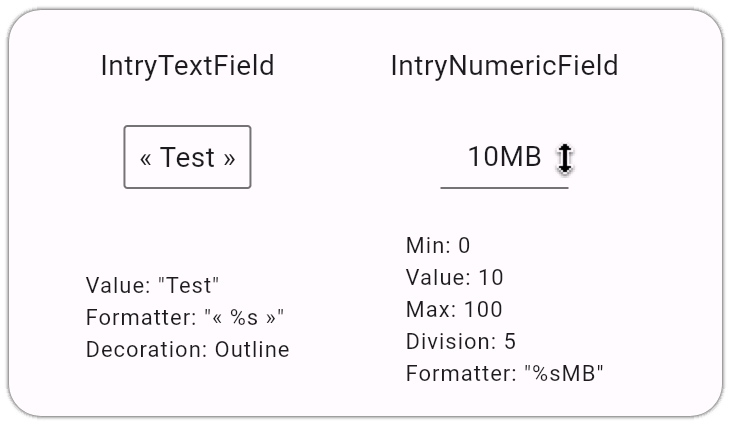 IntryTextField
« Test »
Value: "Test"
Formatter: "« %s »"
Decoration: Outline
IntryNumericField
10MB
Min: 0
Value: 10
Max: 100
Division: 5
Formatter: "%sMB"